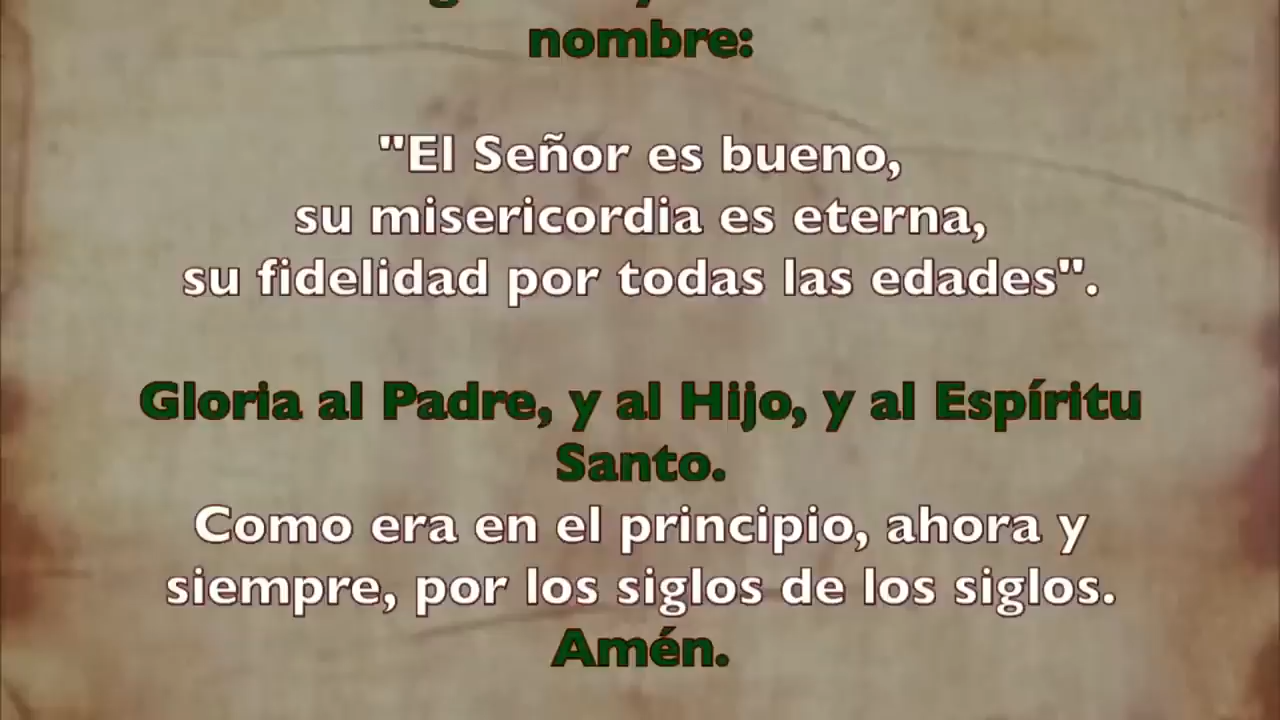 nombre:
"El Señor es bueno,
su misericordia es eterna,
su fidelidad por todas las edades".
Gloria al Padre, y al Hijo, y al Espíritu
Santo.
Como era en el principio, ahora y
siempre, por los siglos de los siglos.
Amén.